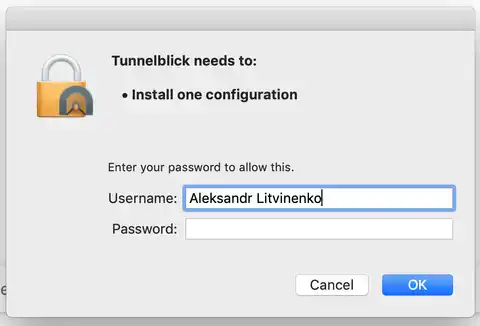 Tunnelblick needs to:
• Install one configuration
Enter your password to allow this.
Username: Aleksandr Litvinenko
Password:
Cancel OK